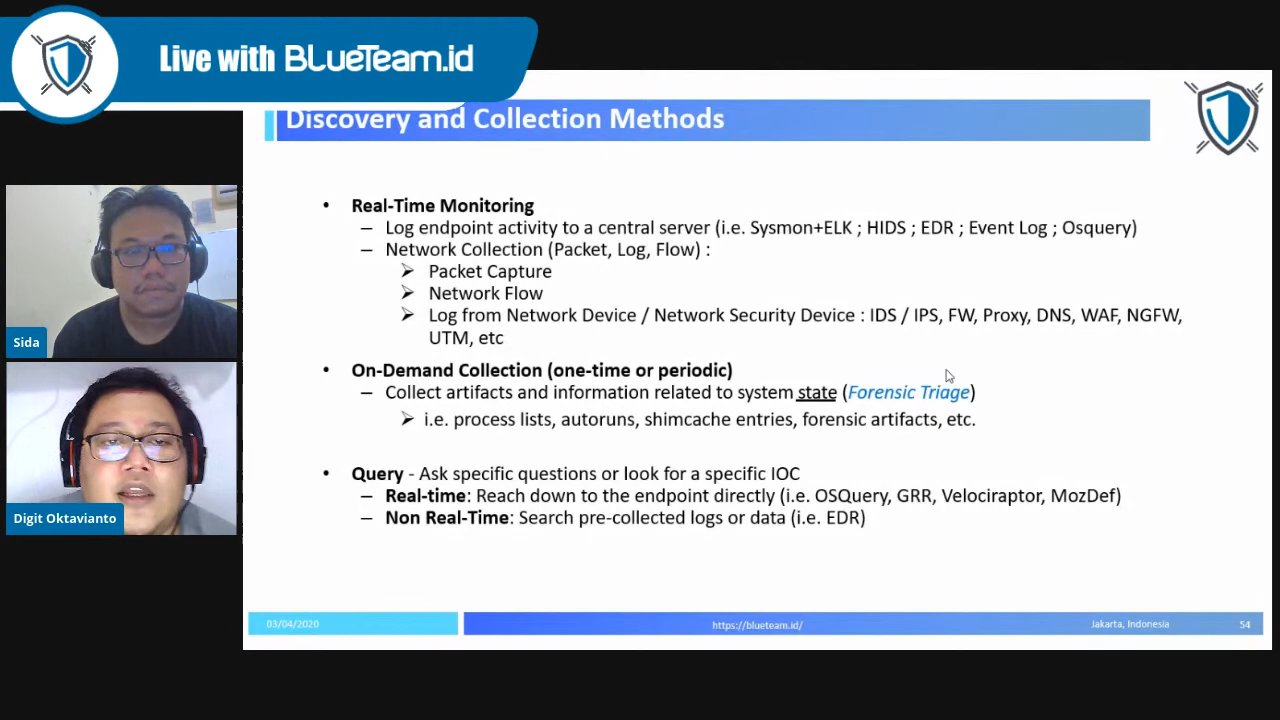 Live with BLueTeam.id
Discovery and Collection Methods
• Real-Time Monitoring
– Log endpoint activity to a central server (i.e. Sysmon+ELK ; HIDS ; EDR ; Event Log ; Osquery)
– Network Collection (Packet, Log, Flow) :
➢ Packet Capture
➢ Network Flow
➢ Log from Network Device / Network Security Device : IDS / IPS, FW, Proxy, DNS, WAF, NGFW,
UTM, etc
• On-Demand Collection (one-time or periodic)
– Collect artifacts and information related to system state (Forensic Triage)
➢ i.e. process lists, autoruns, shimcache entries, forensic artifacts, etc.
• Query - Ask specific questions or look for a specific IOC
– Real-time: Reach down to the endpoint directly (i.e. OSQuery, GRR, Velociraptor, MozDef)
– Non Real-Time: Search pre-collected logs or data (i.e. EDR)
03/04/2020
https://blueteam.id/
Jakarta, Indonesia
54
Sida
Digit Oktavianto